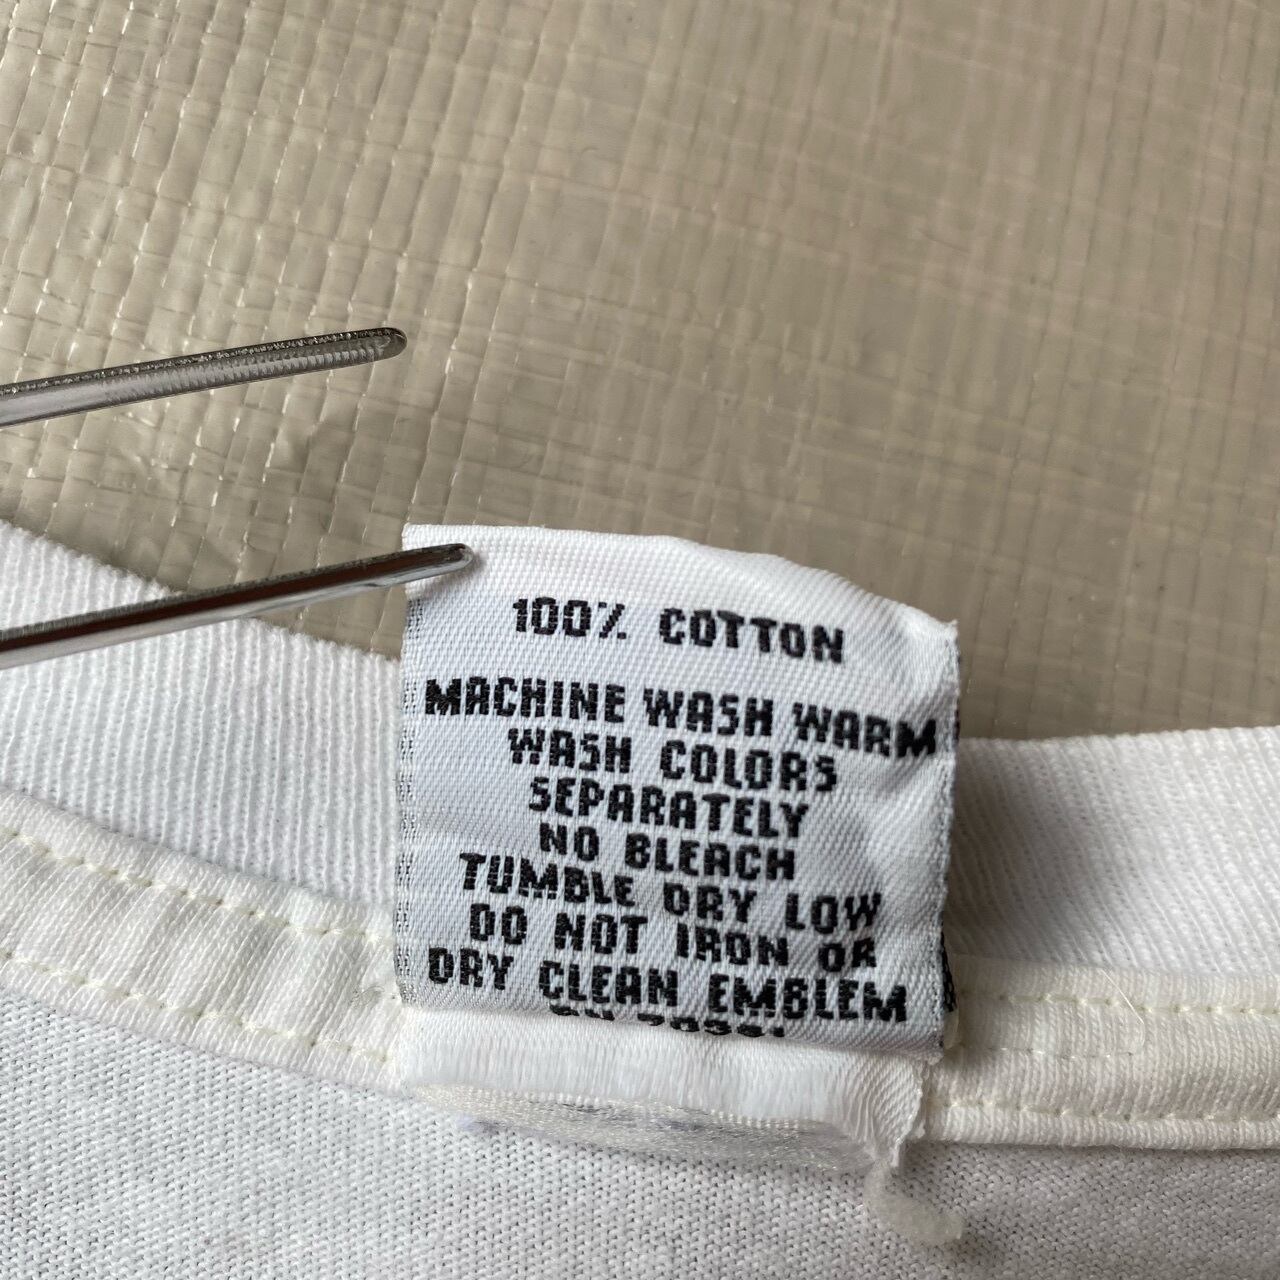 100% COTTON
MACHINE WASH WARM
WASH COLORS
SEPARATELY
NO BLEACH
TUMBLE DRY LOW
DO NOT IRON OR
DRY CLEAN EMBLEM